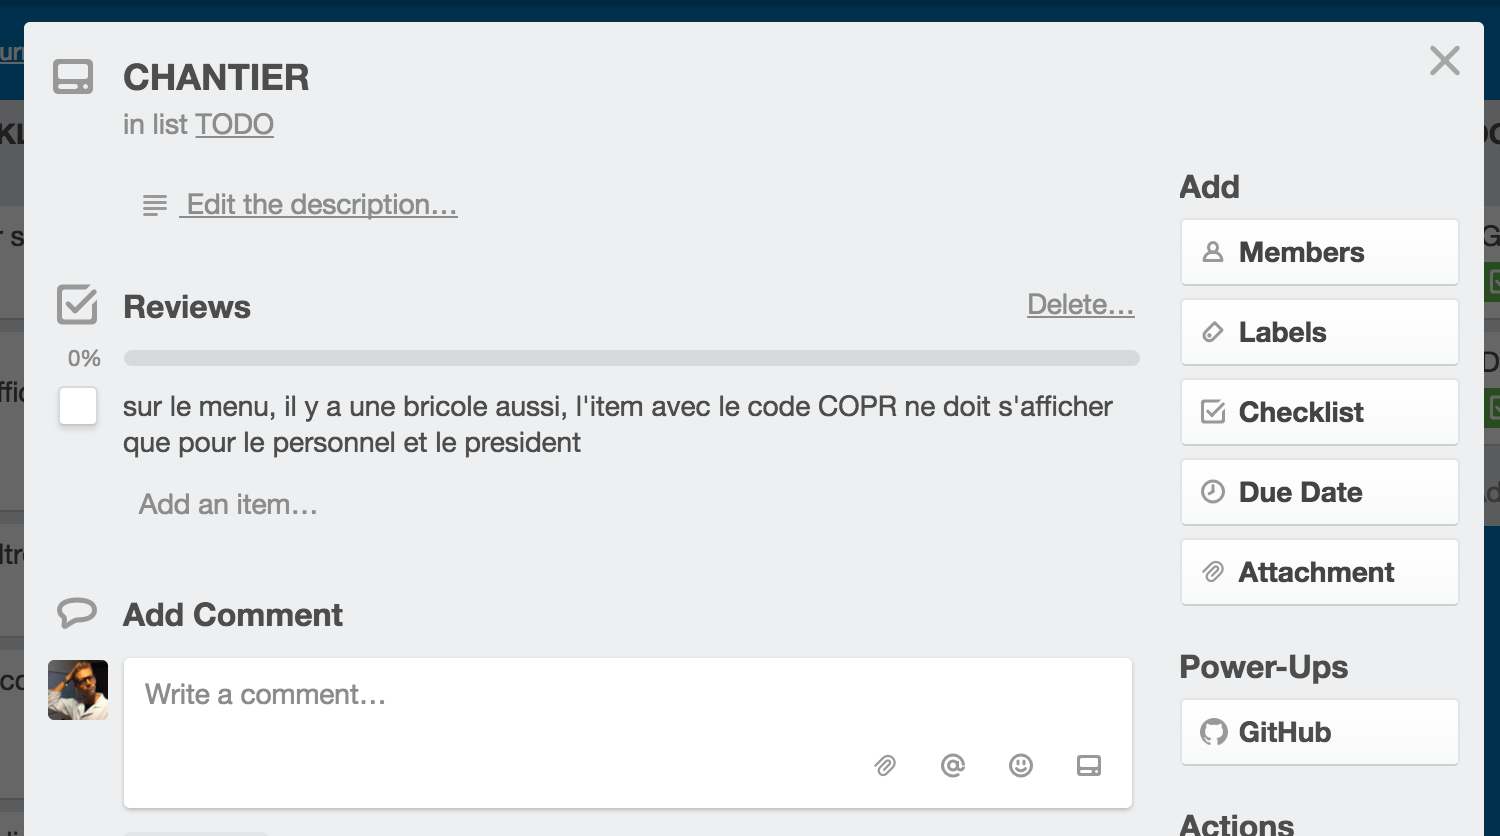 CHANTIER
in list TODO
Edit the description...
Reviews
Delete...
0%
sur le menu, il y a une bricole aussi, l'item avec le code COPR ne doit s'afficher
que pour le personnel et le president
Add an item...
Add Comment
Write a comment...
@
Add
Members
Labels
Checklist
Due Date
Attachment
Power-Ups
GitHub
Actions